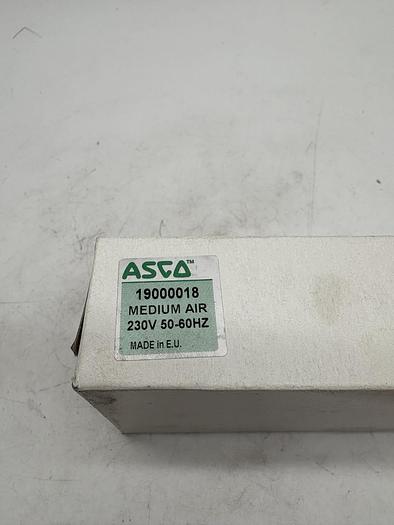 ASCO™
19000018
MEDIUM AIR
230V 50-60HZ
MADE in E.U.